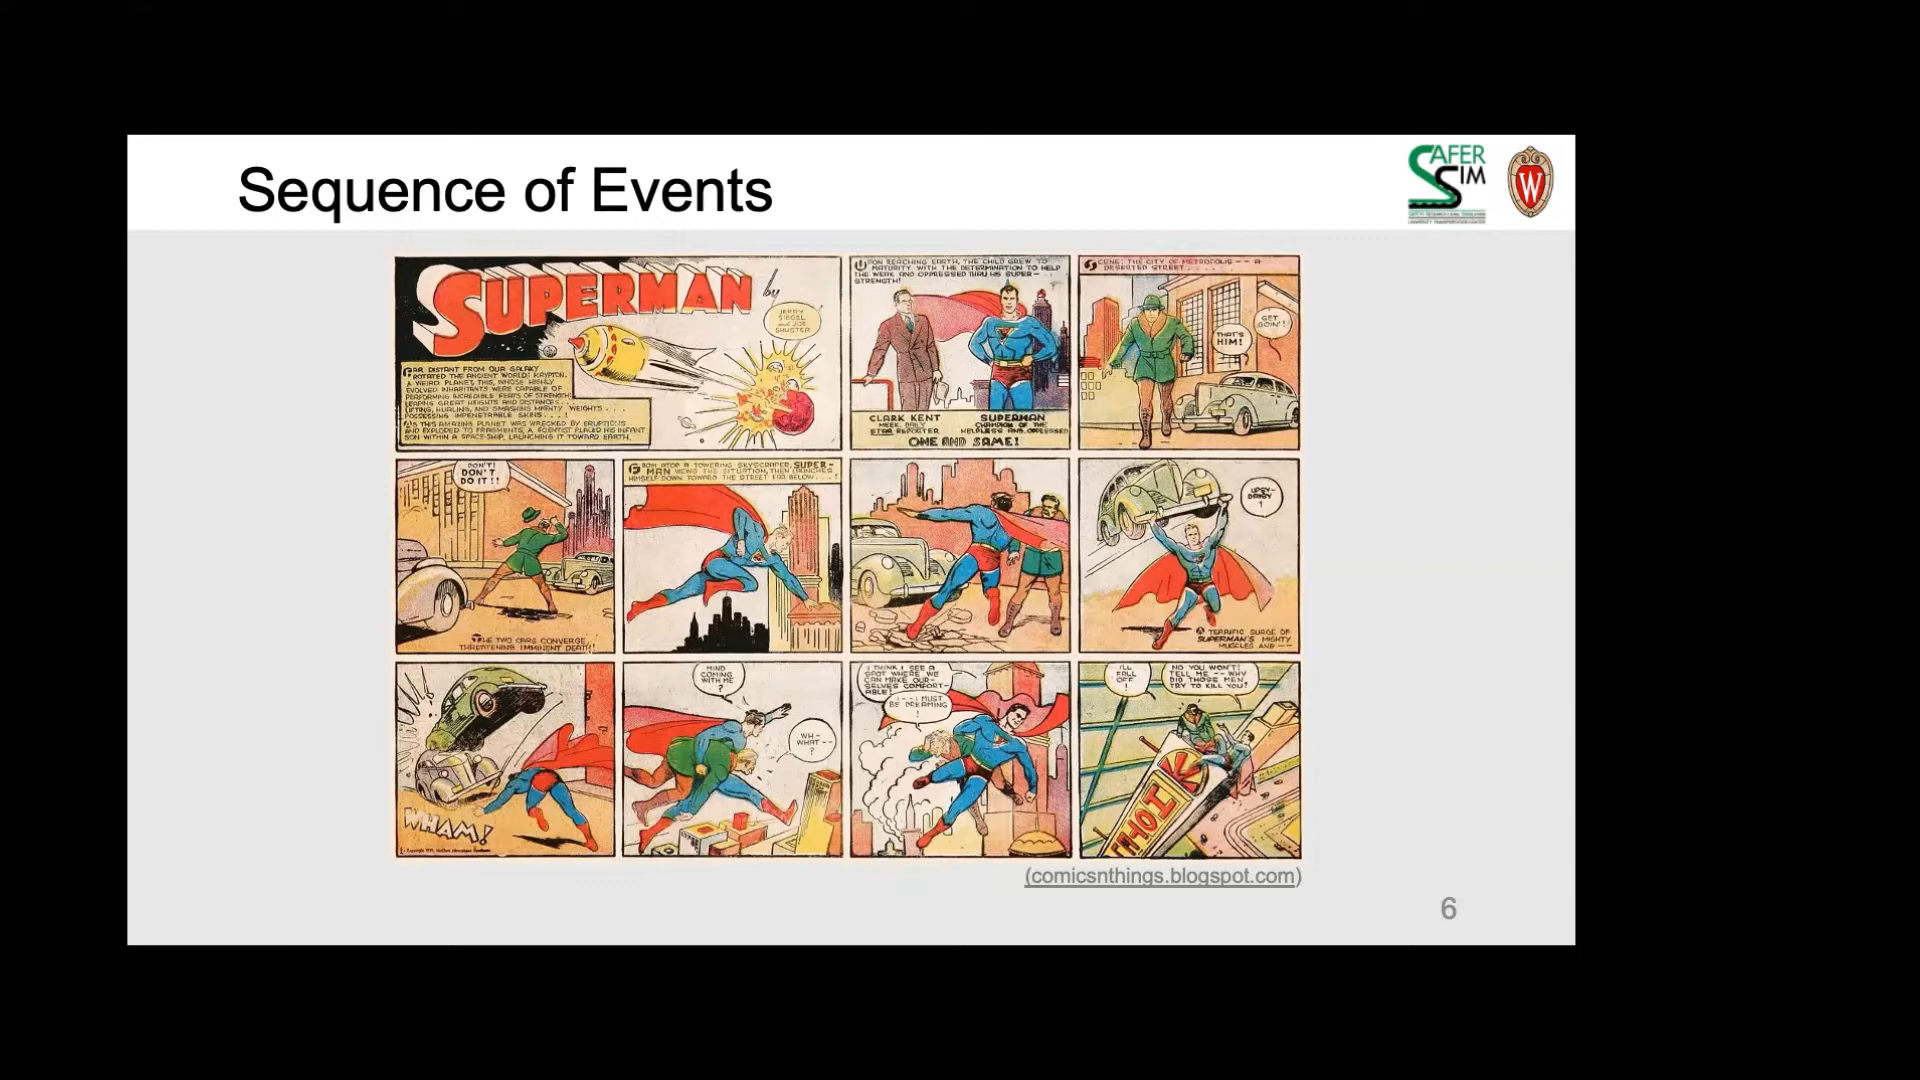 Sequence of Events
SAFER
SIM
W
SUPERMAN
by
JERRY
SIEGEL
and JOE
SHUSTER
FAR DISTANT FROM OUR GALAXY
ROTATED THE ANCIENT WORLD: KRYPTON.
A WEIRD PLANET, THIS, WHOSE HIGHLY
EVOLVED INHABITANTS WERE CAPABLE OF
PERFORMING INCREDIBLE FEATS OF STRENGTH;
LEAPING GREAT HEIGHTS AND DISTANCES....
LIFTING, HURLING, AND SMASHING MIGHTY WEIGHTS...
POSSESSING IMPENETRABLE SKINS...!
AS THIS AMAZING PLANET WAS WRECKED BY ERUPTIONS
AND EXPLODED TO FRAGMENTS, A SCIENTIST PLACED HIS INFANT
SON WITHIN A SPACE-SHIP, LAUNCHING IT TOWARD EARTH.
UPON REACHING EARTH, THE CHILD GREW TO
MATURITY WITH THE DETERMINATION TO HELP
THE WEAK AND OPPRESSED THRU HIS SUPER-
STRENGTH!
CLARK KENT
MEEK DAILY
STAR REPORTER
SUPERMAN
CHAMPION OF THE
HELPLESS AND OPPRESSED
ONE AND SAME!
SCENE: THE CITY OF METROPOLIS -- A
DESERTED STREET.....
THAT'S
HIM!
GET
GOIN'!
DON'T!
DON'T
DO IT!!
THE TWO CARS CONVERGE,
THREATENING IMMINENT DEATH!!
FROM ATOP A TOWERING SKYSCRAPER, SUPER-
MAN VIEWS THE SITUATION, THEN LAUNCHES
HIMSELF DOWN TOWARD THE STREET FAR BELOW...!
UPSY-
DAISY
!
A TERRIFIC SURGE OF
SUPERMAN'S MIGHTY
MUSCLES AND --
WHAM!
MIND
COMING
WITH ME
?
WH-
WHAT --
?
I THINK I SEE A
SPOT WHERE WE
CAN MAKE OUR-
SELVES COMFORT-
ABLE!
I -- I MUST
BE DREAMING
!
I'LL
FALL
OFF
!
NO YOU WON'T!
TELL ME -- WHY
DID THOSE MEN
TRY TO KILL YOU?
(comicsnthings.blogspot.com)
6